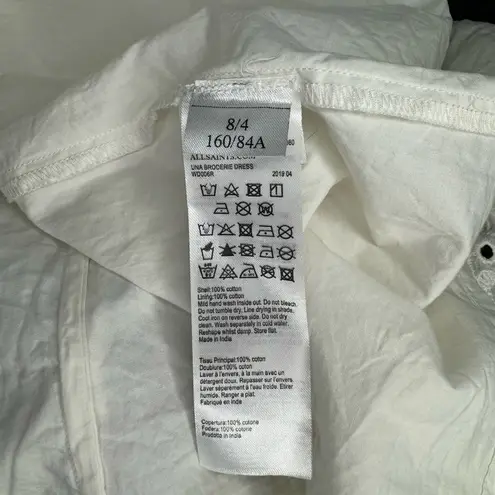 8/4
160/84A
ALLSAINTS.COM
UNA BRODERIE DRESS
WD006R 2019 04
Shell:100% cotton
Lining:100% cotton
Mild hand wash inside out. Do not bleach.
Do not tumble dry. Line drying in shade.
Cool iron on reverse side. Do not dry
clean. Wash separately in cold water.
Reshape whilst damp. Store flat.
Made in India
Tissu Principal:100% coton
Doublure:100% coton
Laver à l'envers, à la main avec un
détergent doux. Repasser sur l'envers.
Laver séparément à l'eau froide. Etirer
humide. Ranger a plat.
Fabriqué en inde
Copertura:100% cotone
Fodera:100% cotone
Prodotto in India